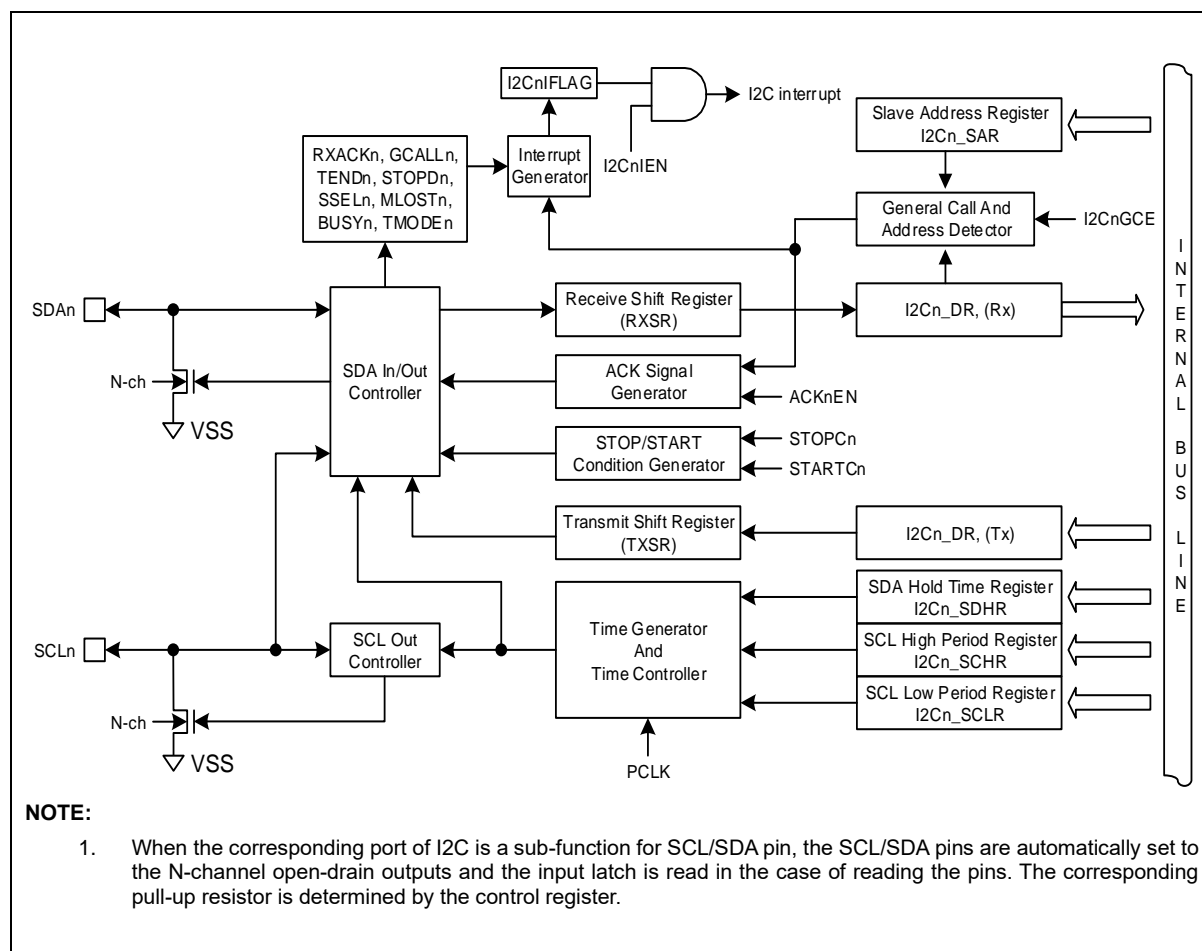 I2CnIFLAG
I2C interrupt
Slave Address Register
I2Cn_SAR
RXACKn, GCALLn,
TENDn, STOPDn,
SSELn, MLOSTn,
BUSYn, TMODEn
Interrupt
Generator
I2CnIEN
General Call And
Address Detector
I2CnGCE
SDAn
Receive Shift Register
(RXSR)
I2Cn_DR, (Rx)
N-ch
VSS
SDA In/Out
Controller
ACK Signal
Generator
ACKnEN
STOP/START
Condition Generator
STOPCn
STARTCn
Transmit Shift Register
(TXSR)
I2Cn_DR, (Tx)
SCLn
SCL Out
Controller
Time Generator
And
Time Controller
SDA Hold Time Register
I2Cn_SDHR
SCL High Period Register
I2Cn_SCHR
SCL Low Period Register
I2Cn_SCLR
N-ch
VSS
PCLK
INTERNAL BUS LINE
NOTE:
1. When the corresponding port of I2C is a sub-function for SCL/SDA pin, the SCL/SDA pins are automatically set to
the N-channel open-drain outputs and the input latch is read in the case of reading the pins. The corresponding
pull-up resistor is determined by the control register.